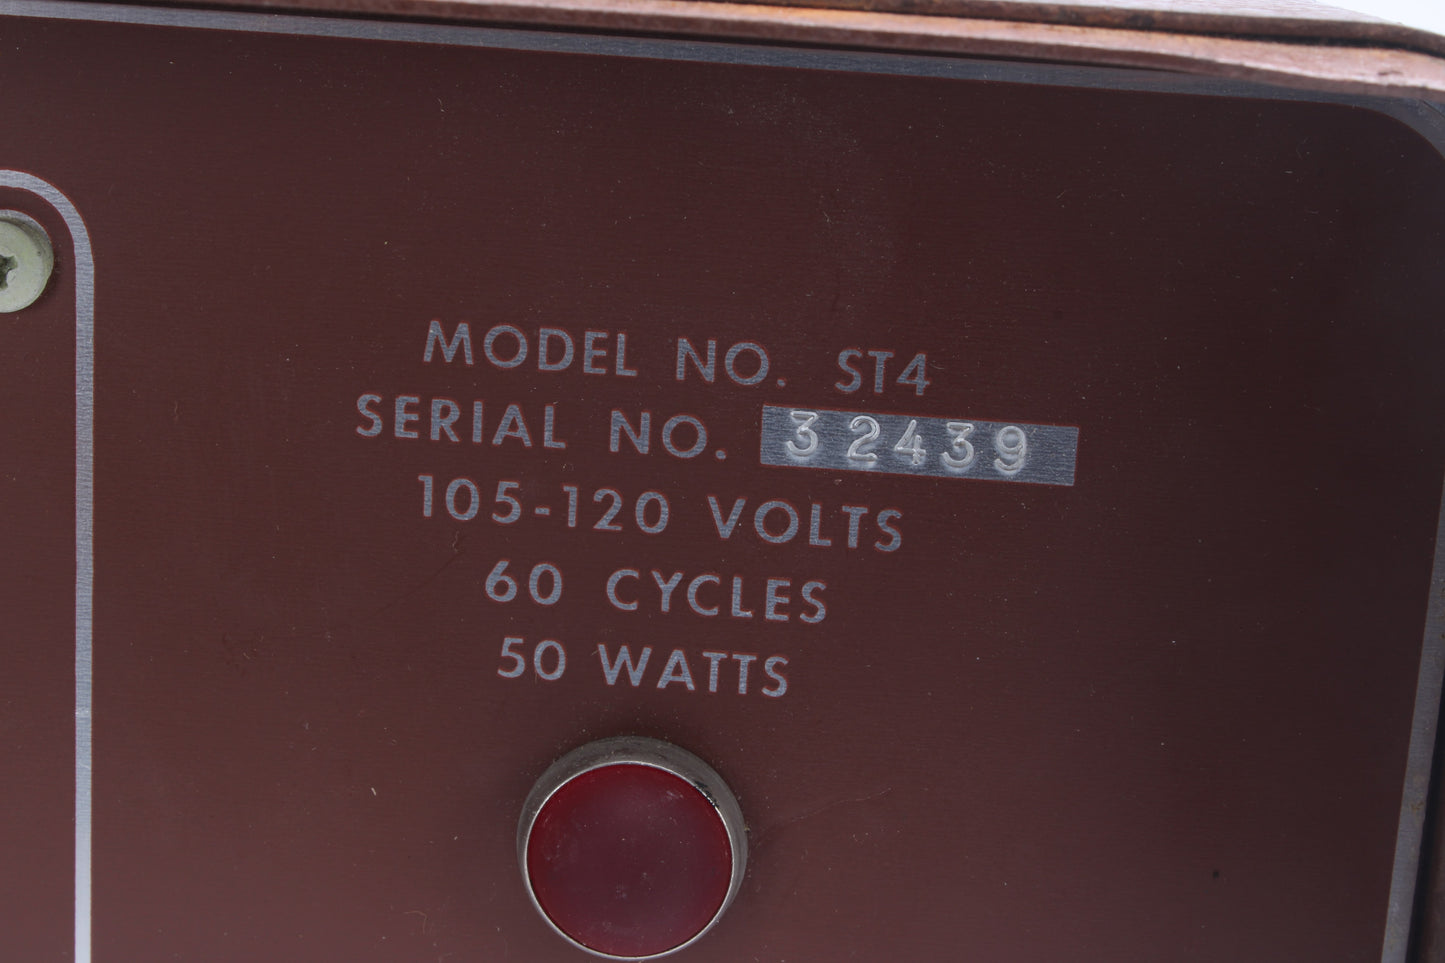 MODEL NO. ST4
SERIAL NO. 32439
105-120 VOLTS
60 CYCLES
50 WATTS